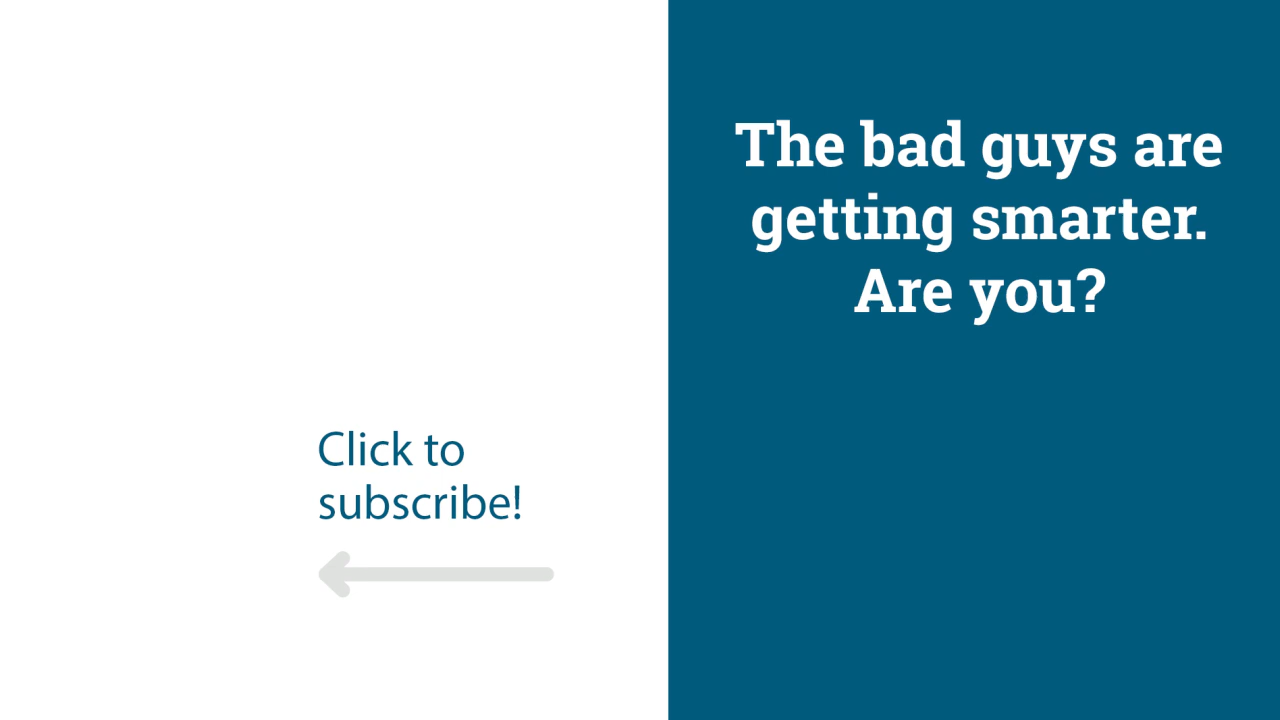 The bad guys are
getting smarter.
Are you?
Click to
subscribe!